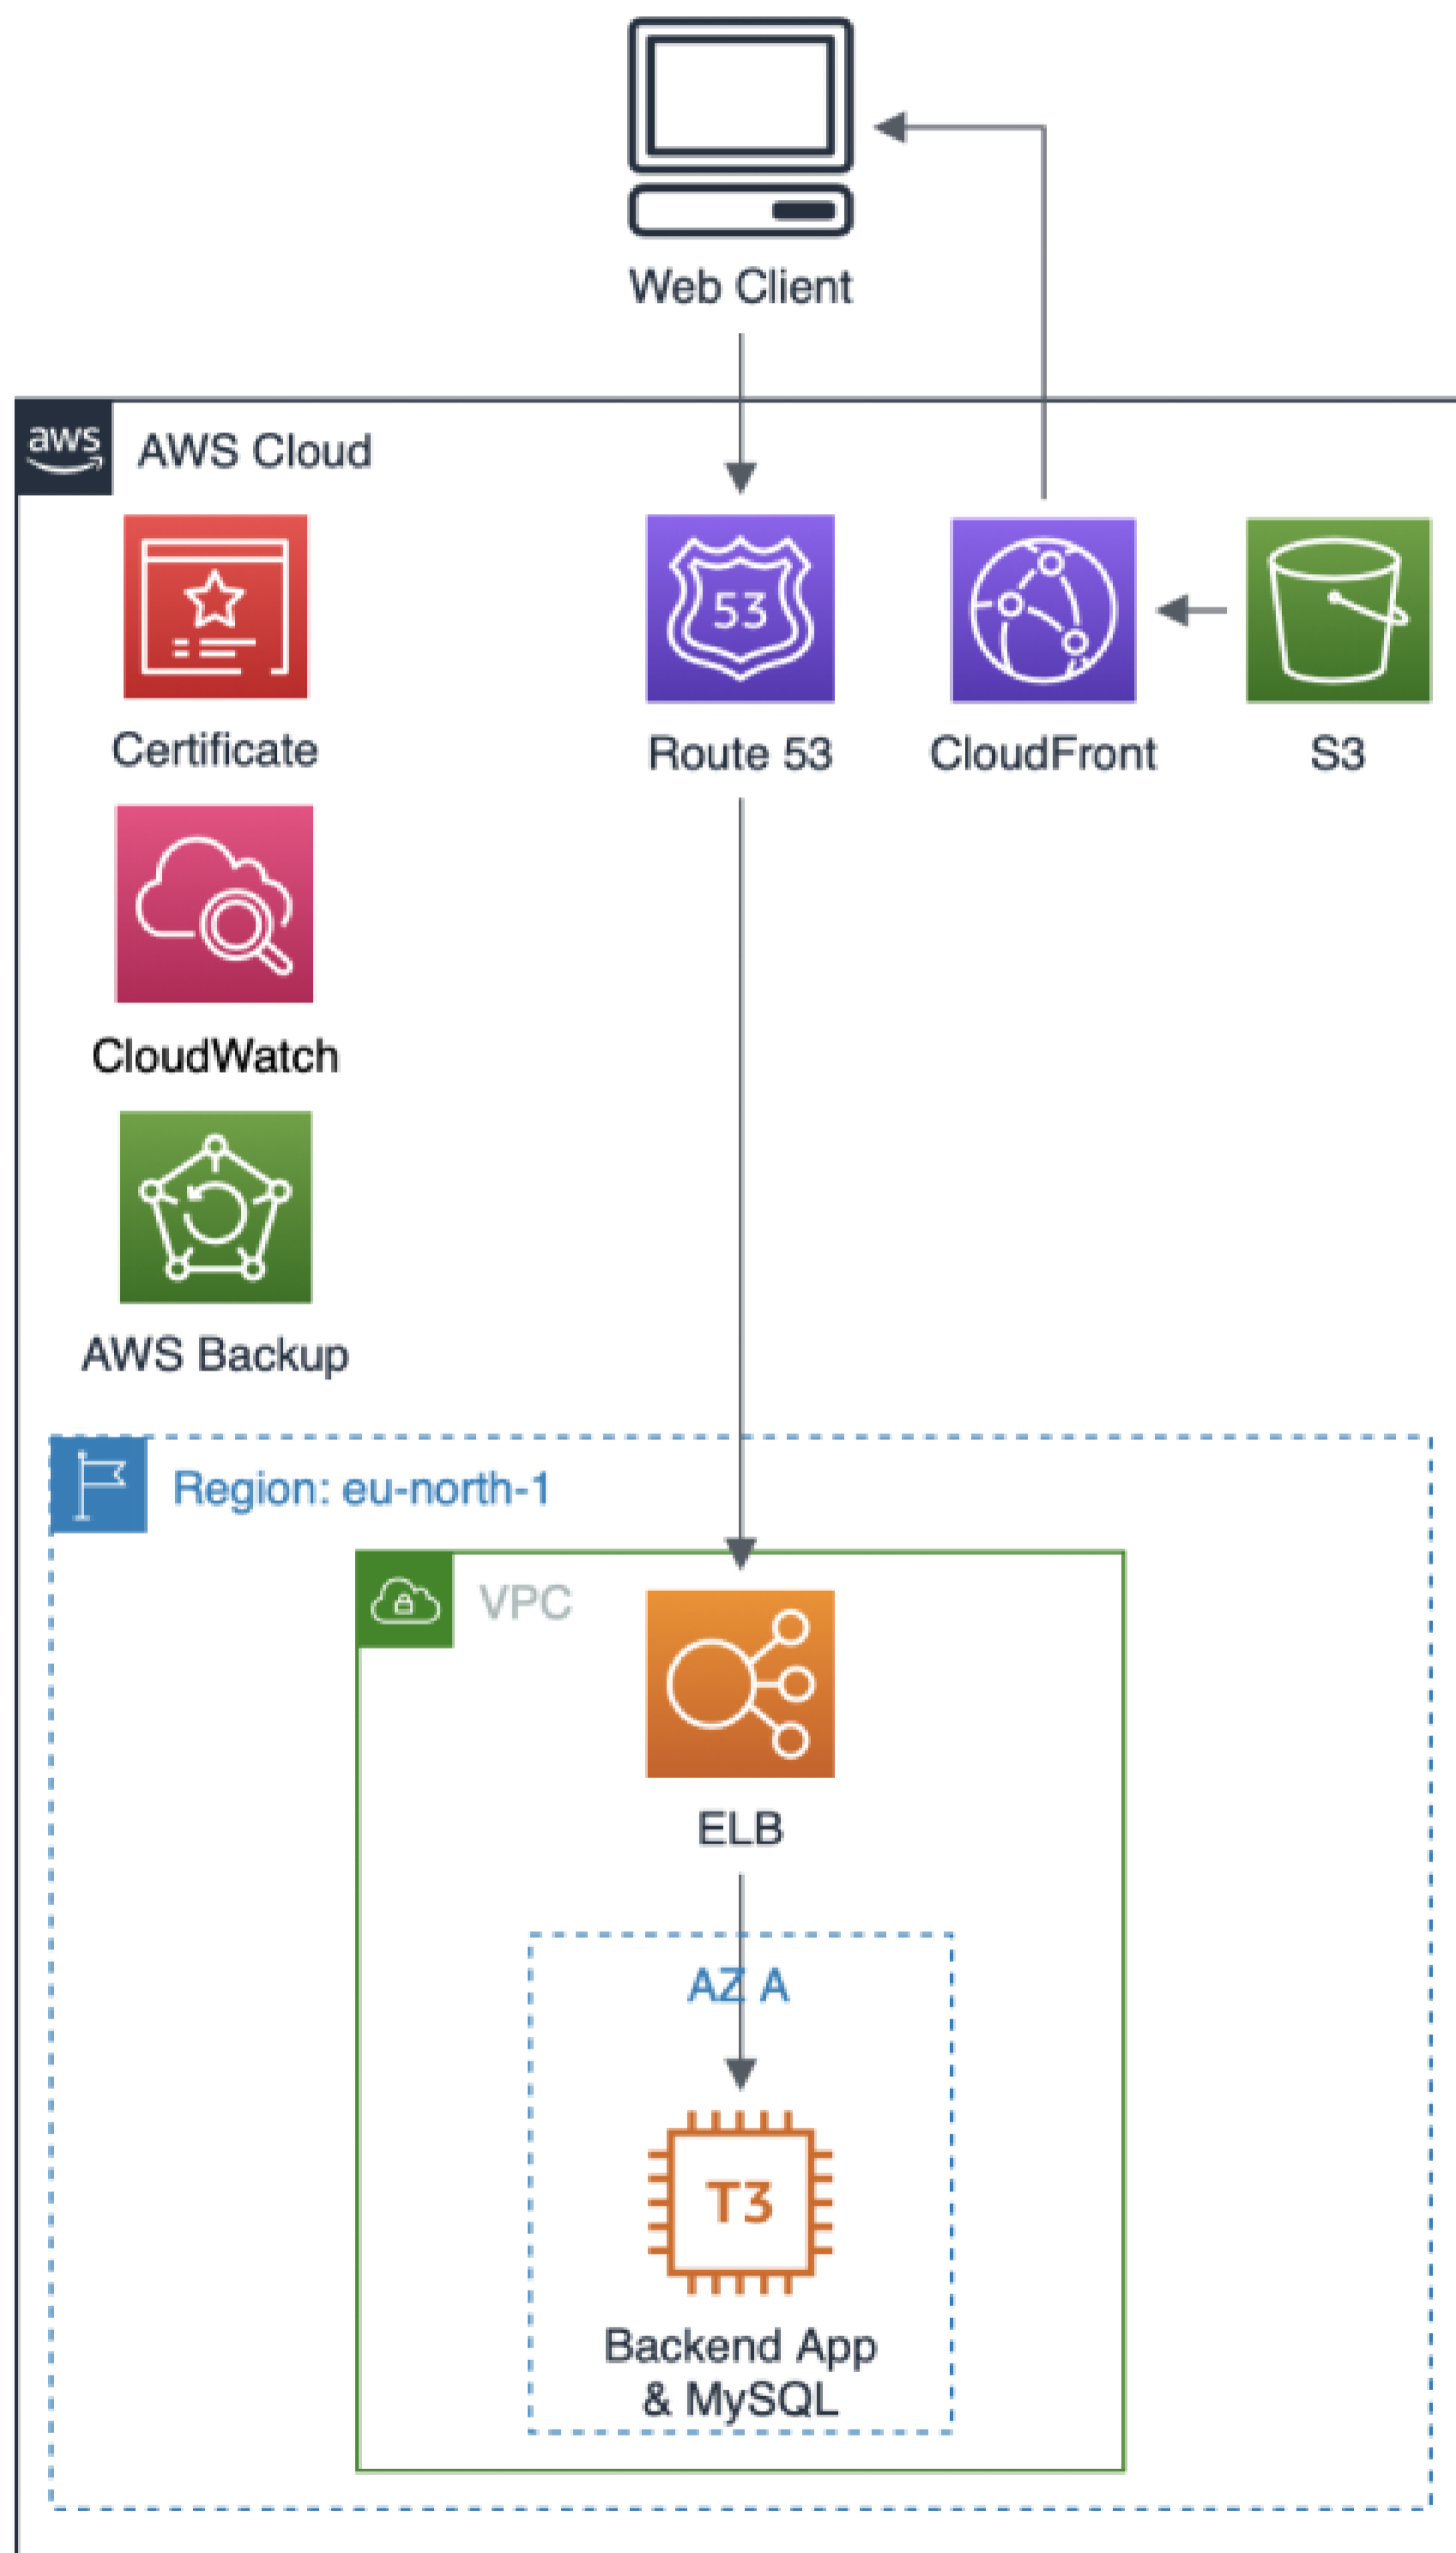 Web Client
aws
AWS Cloud
53
Certificate
Route 53
CloudFront
S3
CloudWatch
AWS Backup
Region: eu-north-1
VPC
ELB
AZ A
T3
Backend App
& MySQL